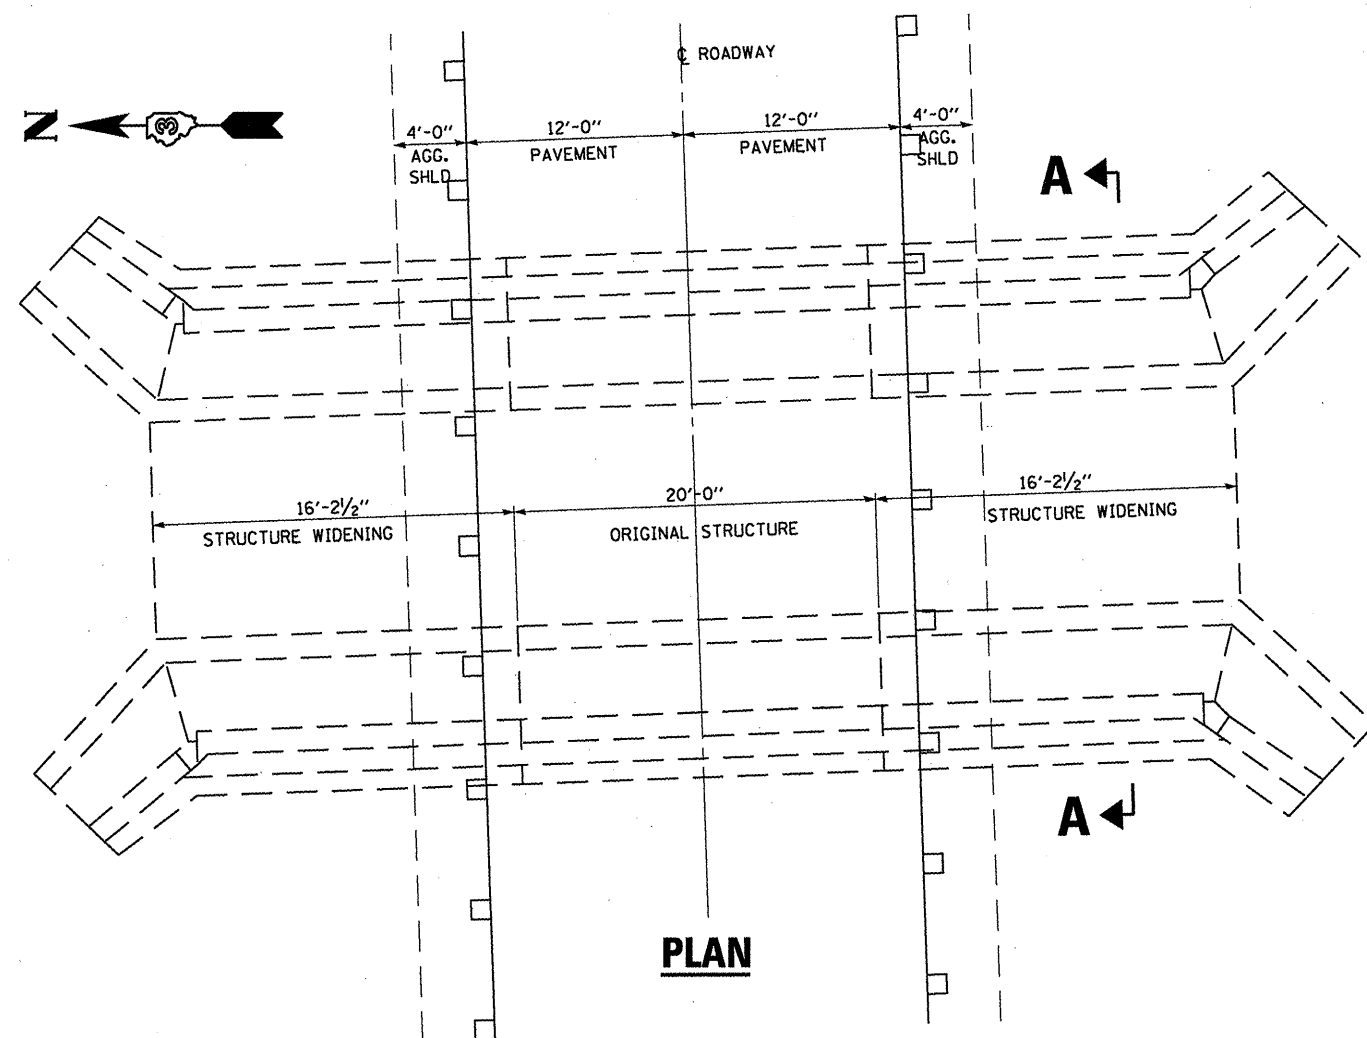 ℄ ROADWAY
N
3
4'-0"
AGG.
SHLD
12'-0"
PAVEMENT
12'-0"
PAVEMENT
4'-0"
AGG.
SHLD
A
16'-2½"
STRUCTURE WIDENING
20'-0"
ORIGINAL STRUCTURE
16'-2½"
STRUCTURE WIDENING
A
PLAN